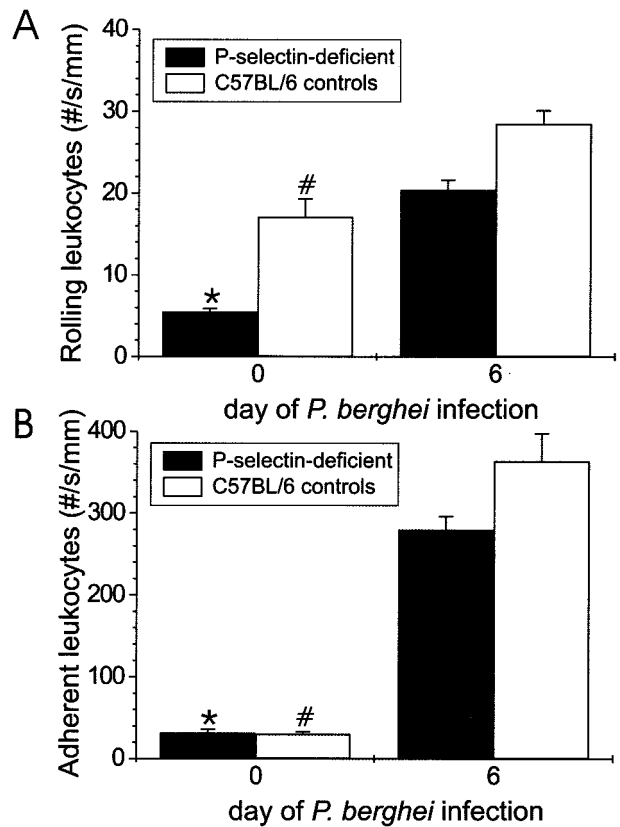 A
Rolling leukocytes (#/s/mm)
40
30
20
10
0
P-selectin-deficient
C57BL/6 controls
*
#
0
6
day of P. berghei infection
B
Adherent leukocytes (#/s/mm)
400
300
200
100
0
P-selectin-deficient
C57BL/6 controls
*
#
0
6
day of P. berghei infection